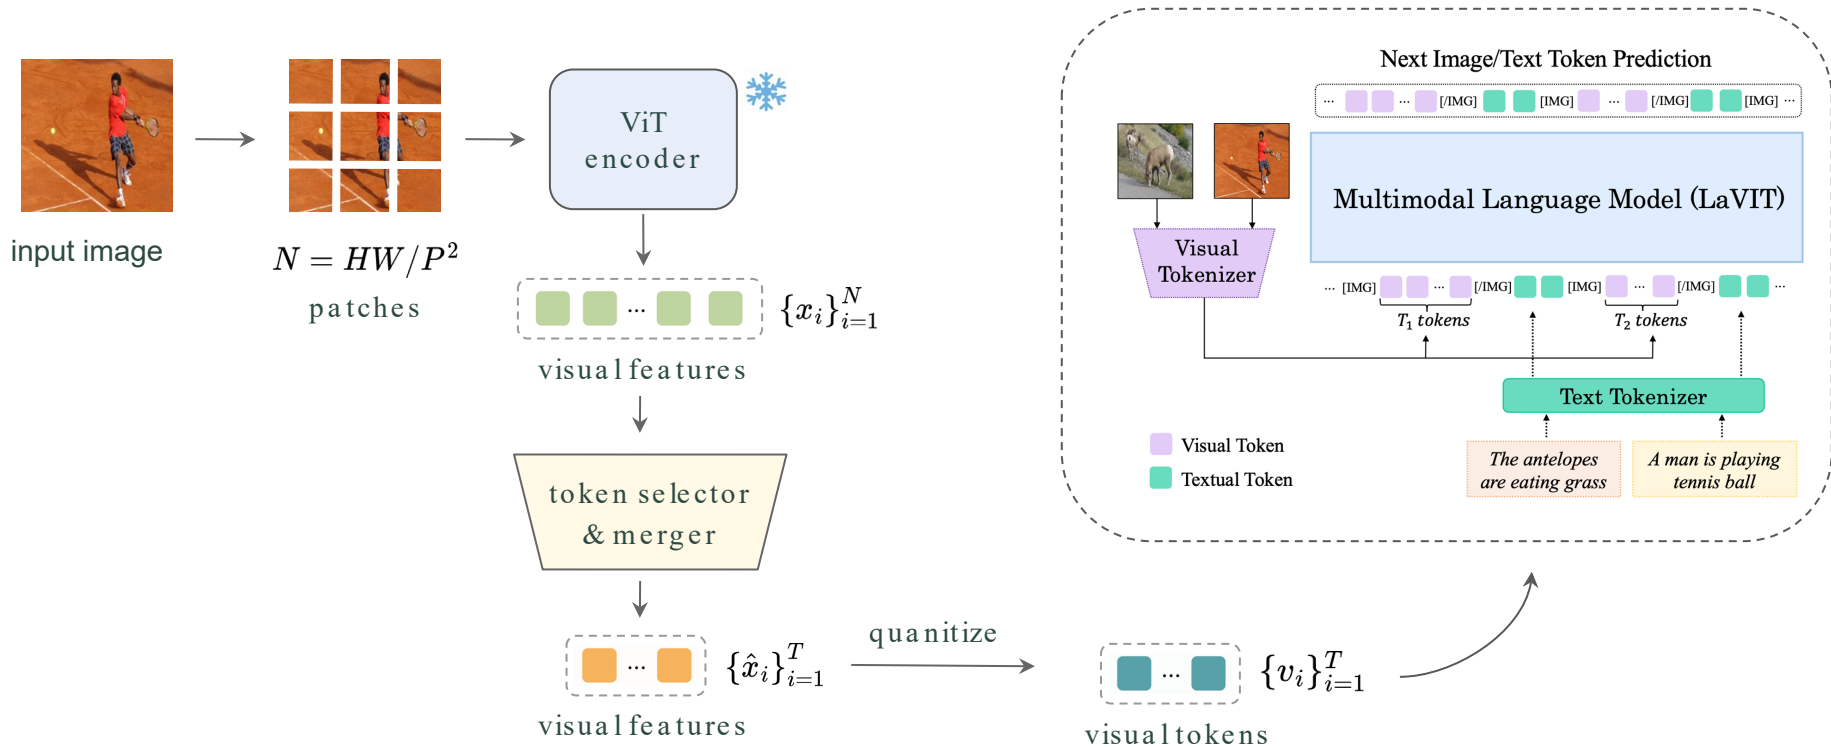 input image
N = HW/P²
patches
ViT
encoder
{x_i}_{i=1}^N
visual features
token selector
& merger
{x̂_i}_{i=1}^T
visual features
quanitize
{v_i}_{i=1}^T
visual tokens
Next Image/Text Token Prediction
... ... [/IMG] [IMG] ... [/IMG] [IMG] ...
Multimodal Language Model (LaVIT)
Visual
Tokenizer
... [IMG] ... [/IMG] [IMG] ... [/IMG] ...
T₁ tokens
T₂ tokens
Text Tokenizer
Visual Token
Textual Token
The antelopes
are eating grass
A man is playing
tennis ball